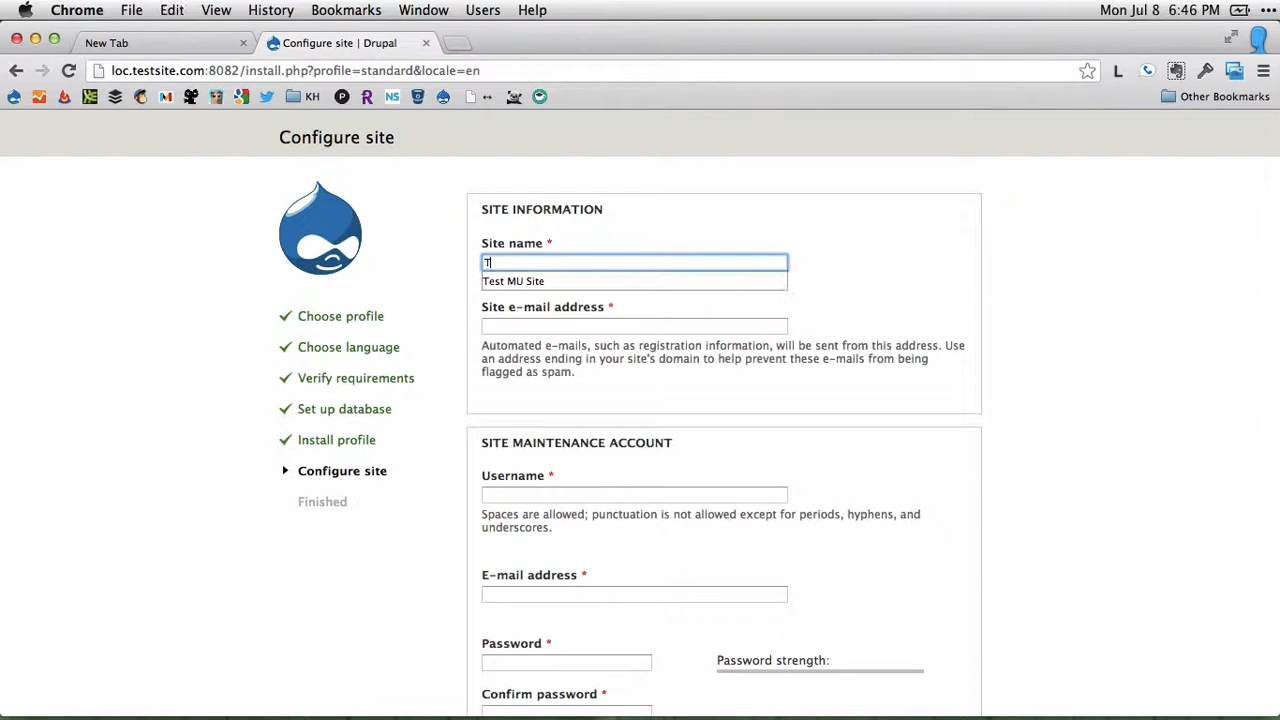 Chrome File Edit View History Bookmarks Window Users Help Mon Jul 8 6:46 PM
New Tab Configure site | Drupal
loc.testsite.com:8082/install.php?profile=standard&locale=en L
KH P R NS Other Bookmarks
Configure site
SITE INFORMATION
Site name *
T
Test MU Site
Site e-mail address *
Automated e-mails, such as registration information, will be sent from this address. Use
an address ending in your site's domain to help prevent these e-mails from being
flagged as spam.
Choose profile
Choose language
Verify requirements
Set up database
Install profile
Configure site
Finished
SITE MAINTENANCE ACCOUNT
Username *
Spaces are allowed; punctuation is not allowed except for periods, hyphens, and
underscores.
E-mail address *
Password *
Password strength:
Confirm password *